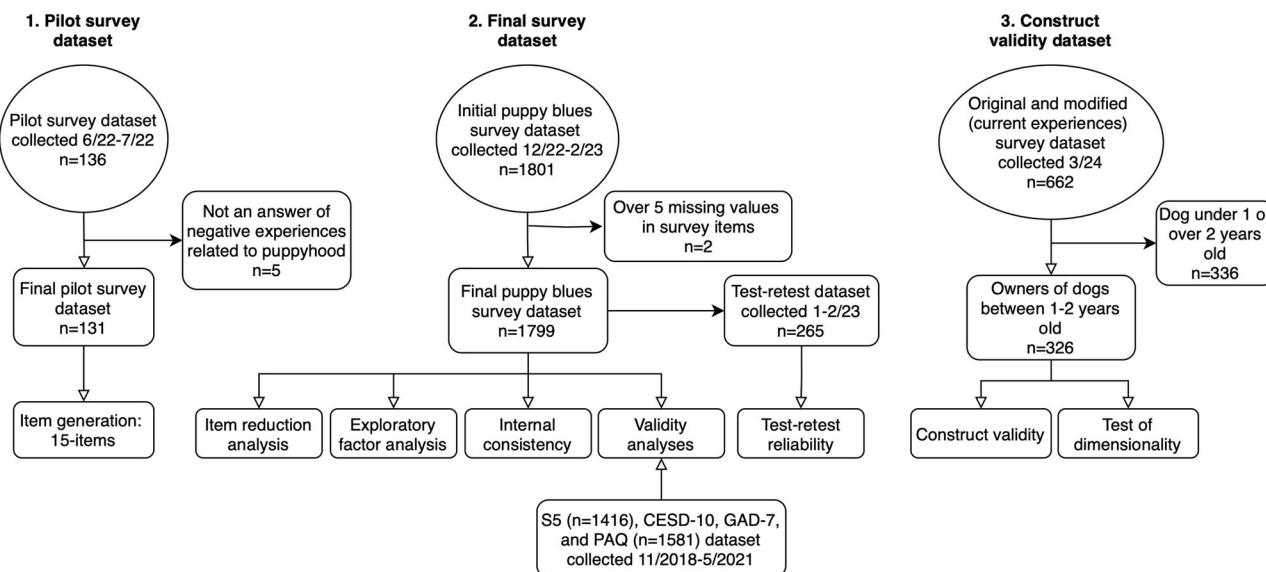 1. Pilot survey
dataset
Pilot survey dataset
collected 6/22-7/22
n=136
Not an answer of
negative experiences
related to puppyhood
n=5
Final pilot survey
dataset
n=131
Item generation:
15-items
2. Final survey
dataset
Initial puppy blues
survey dataset
collected 12/22-2/23
n=1801
Over 5 missing values
in survey items
n=2
Final puppy blues
survey dataset
n=1799
Test-retest dataset
collected 1-2/23
n=265
Item reduction
analysis
Exploratory
factor analysis
Internal
consistency
Validity
analyses
Test-retest
reliability
S5 (n=1416), CESD-10, GAD-7,
and PAQ (n=1581) dataset
collected 11/2018-5/2021
3. Construct
validity dataset
Original and modified
(current experiences)
survey dataset
collected 3/24
n=662
Dog under 1 o
over 2 years
old
n=336
Owners of dogs
between 1-2 years
old
n=326
Construct validity
Test of
dimensionality